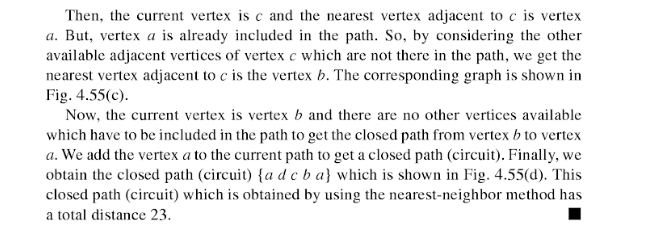 Then, the current vertex is c and the nearest vertex adjacent to c is vertex
a. But, vertex a is already included in the path. So, by considering the other
available adjacent vertices of vertex c which are not there in the path, we get the
nearest vertex adjacent to c is the vertex b. The corresponding graph is shown in
Fig. 4.55(c).
Now, the current vertex is vertex b and there are no other vertices available
which have to be included in the path to get the closed path from vertex b to vertex
a. We add the vertex a to the current path to get a closed path (circuit). Finally, we
obtain the closed path (circuit) {a d c b a} which is shown in Fig. 4.55(d). This
closed path (circuit) which is obtained by using the nearest-neighbor method has
a total distance 23. ■